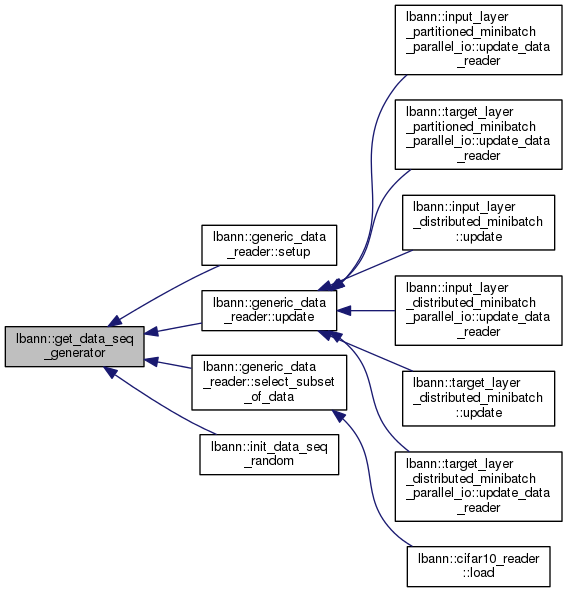 lbann::get_data_seq
_generator
lbann::generic_data
_reader::setup
lbann::generic_data
_reader::update
lbann::generic_data
_reader::select_subset
_of_data
lbann::init_data_seq
_random
lbann::input_layer
_partitioned_minibatch
_parallel_io::update_data
_reader
lbann::target_layer
_partitioned_minibatch
_parallel_io::update_data
_reader
lbann::input_layer
_distributed_minibatch
::update
lbann::input_layer
_distributed_minibatch
_parallel_io::update_data
_reader
lbann::target_layer
_distributed_minibatch
::update
lbann::target_layer
_distributed_minibatch
_parallel_io::update_data
_reader
lbann::cifar10_reader
::load